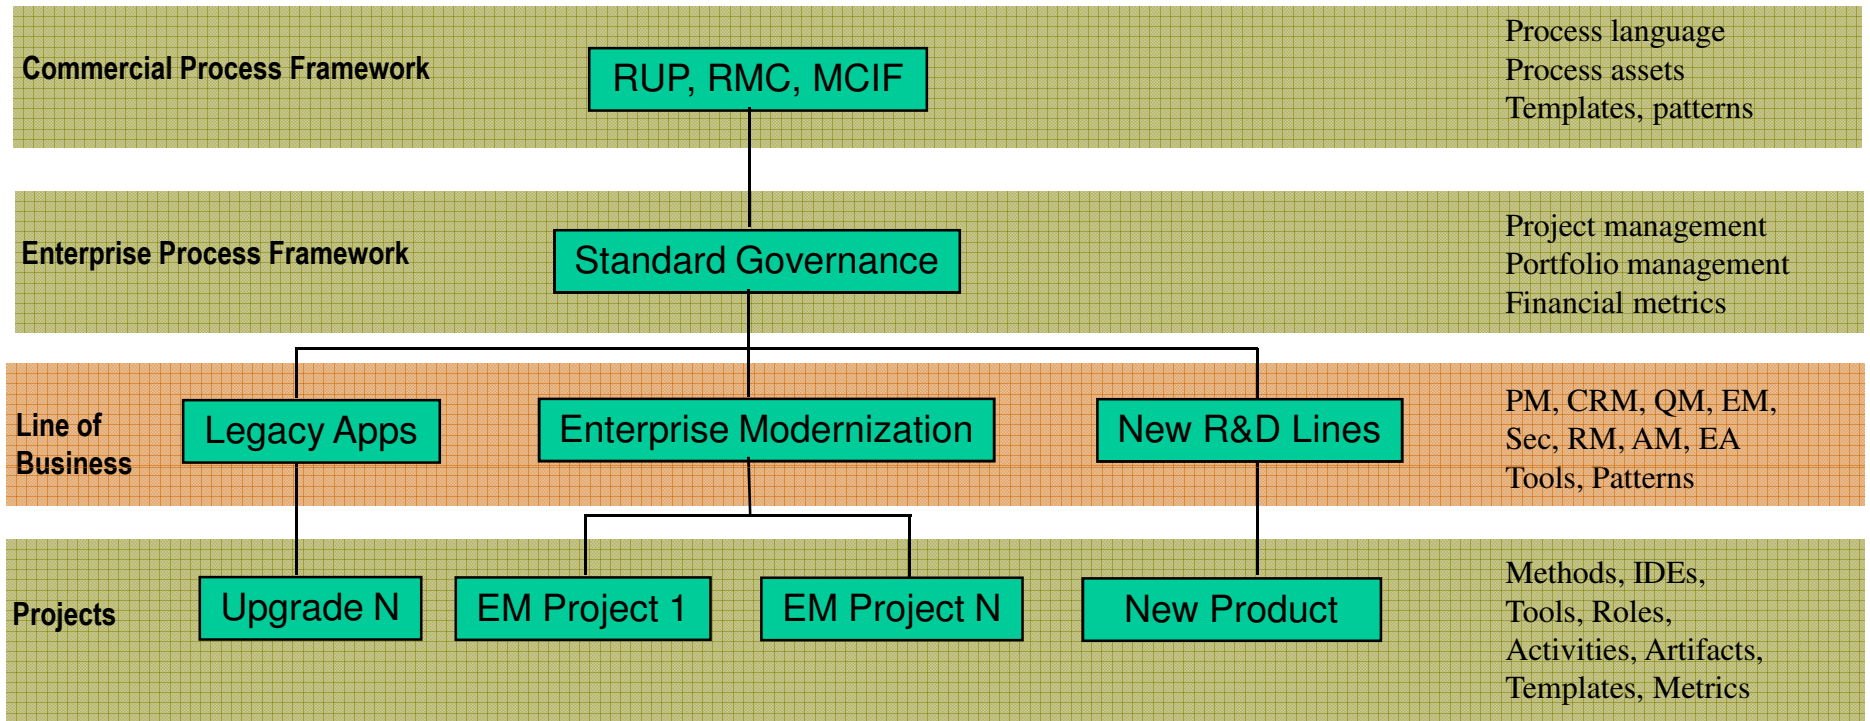 Commercial Process Framework
RUP, RMC, MCIF
Process language
Process assets
Templates, patterns
Enterprise Process Framework
Standard Governance
Project management
Portfolio management
Financial metrics
Line of
Business
Legacy Apps
Enterprise Modernization
New R&D Lines
PM, CRM, QM, EM,
Sec, RM, AM, EA
Tools, Patterns
Projects
Upgrade N
EM Project 1
EM Project N
New Product
Methods, IDEs,
Tools, Roles,
Activities, Artifacts,
Templates, Metrics